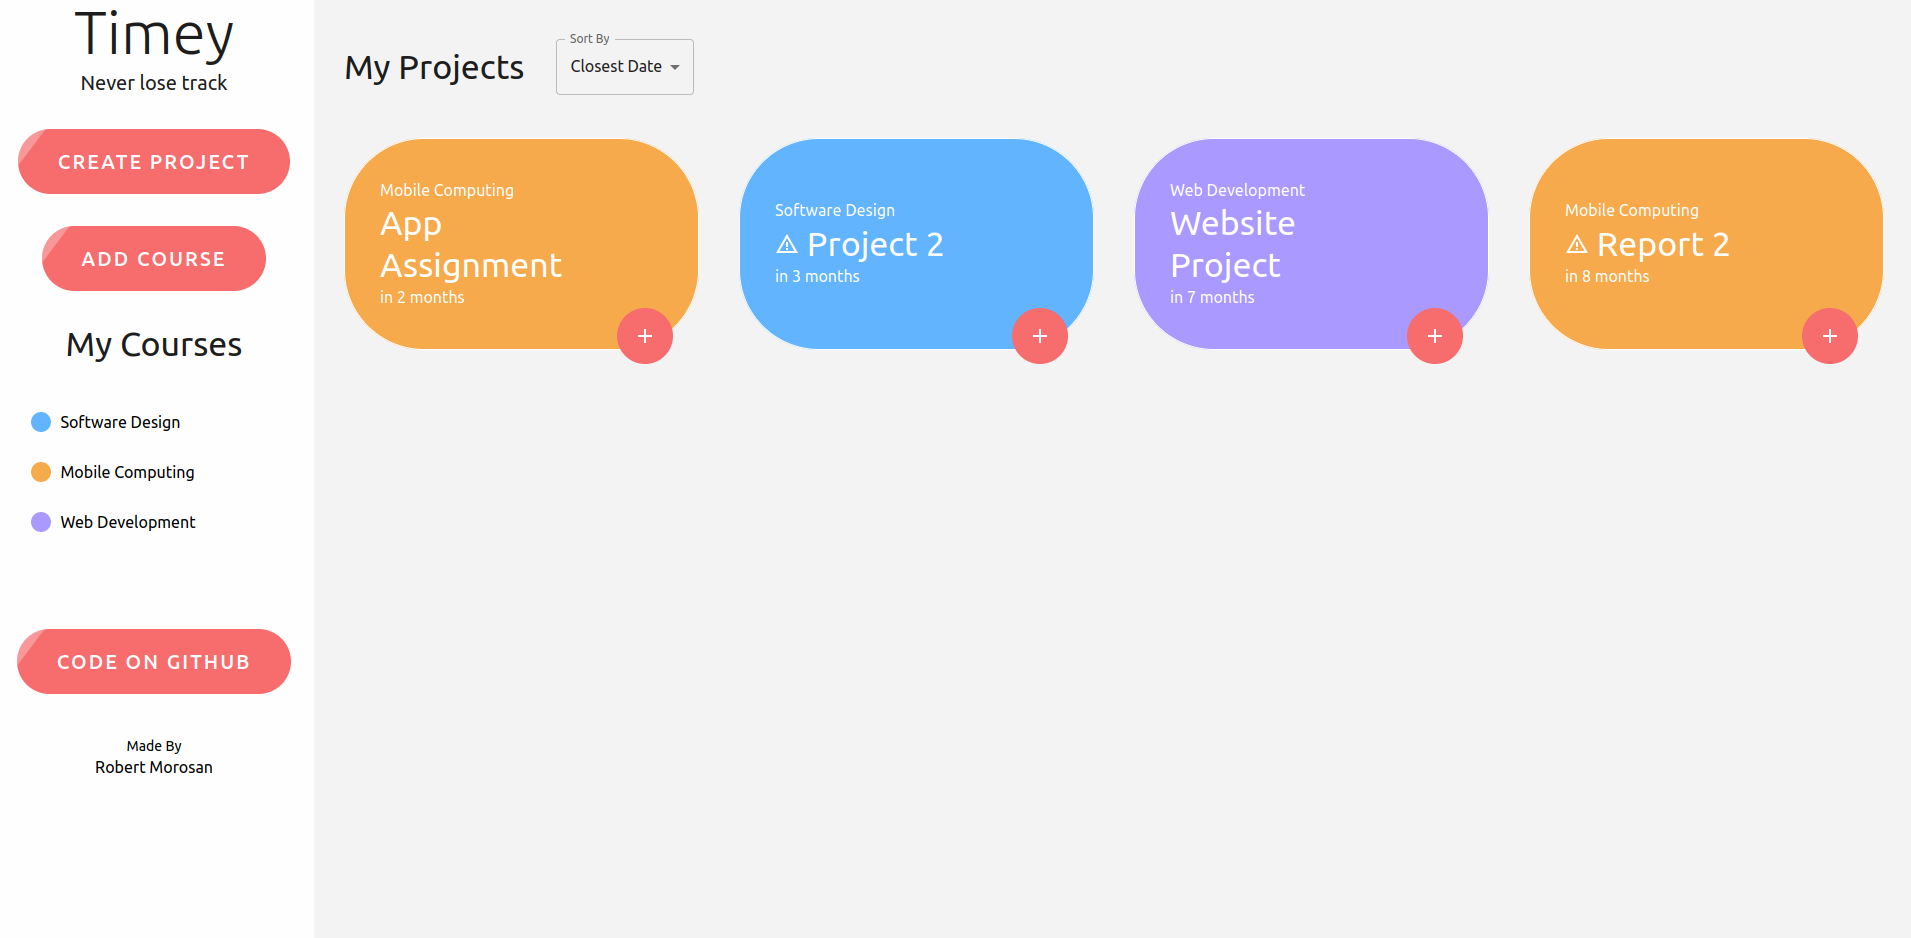 Timey
Never lose track
CREATE PROJECT
ADD COURSE
My Courses
Software Design
Mobile Computing
Web Development
CODE ON GITHUB
Made By
Robert Morosan
My Projects
Sort By
Closest Date
Mobile Computing
App
Assignment
in 2 months
Software Design
Project 2
in 3 months
Web Development
Website
Project
in 7 months
Mobile Computing
Report 2
in 8 months